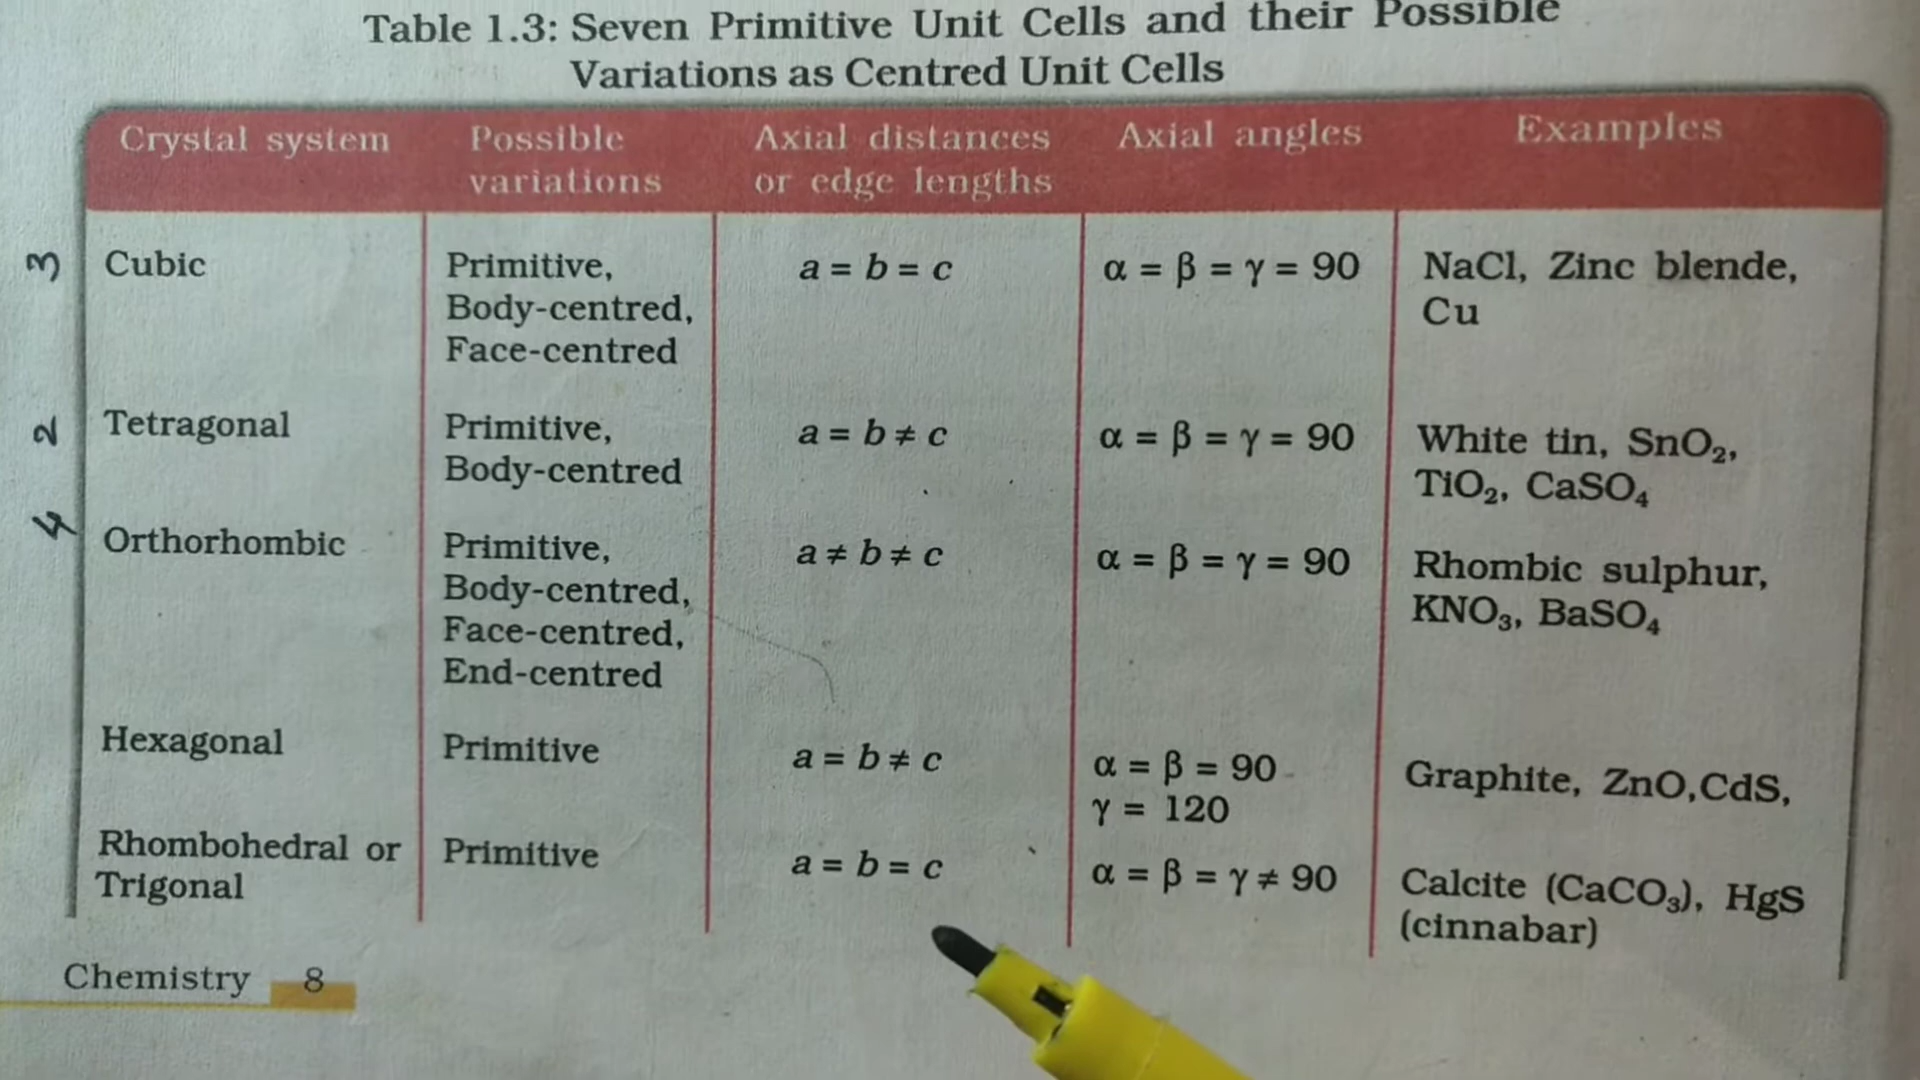 Table 1.3: Seven Primitive Unit Cells and their Possible
Variations as Centred Unit Cells
Crystal system
Possible
variations
Axial distances
or edge lengths
Axial angles
Examples
3
Cubic
Primitive,
Body-centred,
Face-centred
a = b = c
α = β = γ = 90
NaCl, Zinc blende,
Cu
2
Tetragonal
Primitive,
Body-centred
a = b ≠ c
α = β = γ = 90
White tin, SnO₂,
TiO₂, CaSO₄
4
Orthorhombic
Primitive,
Body-centred,
Face-centred,
End-centred
a ≠ b ≠ c
α = β = γ = 90
Rhombic sulphur,
KNO₃, BaSO₄
Hexagonal
Primitive
a = b ≠ c
α = β = 90
γ = 120
Graphite, ZnO,CdS,
Rhombohedral or
Trigonal
Primitive
a = b = c
α = β = γ ≠ 90
Calcite (CaCO₃), HgS
(cinnabar)
Chemistry 8